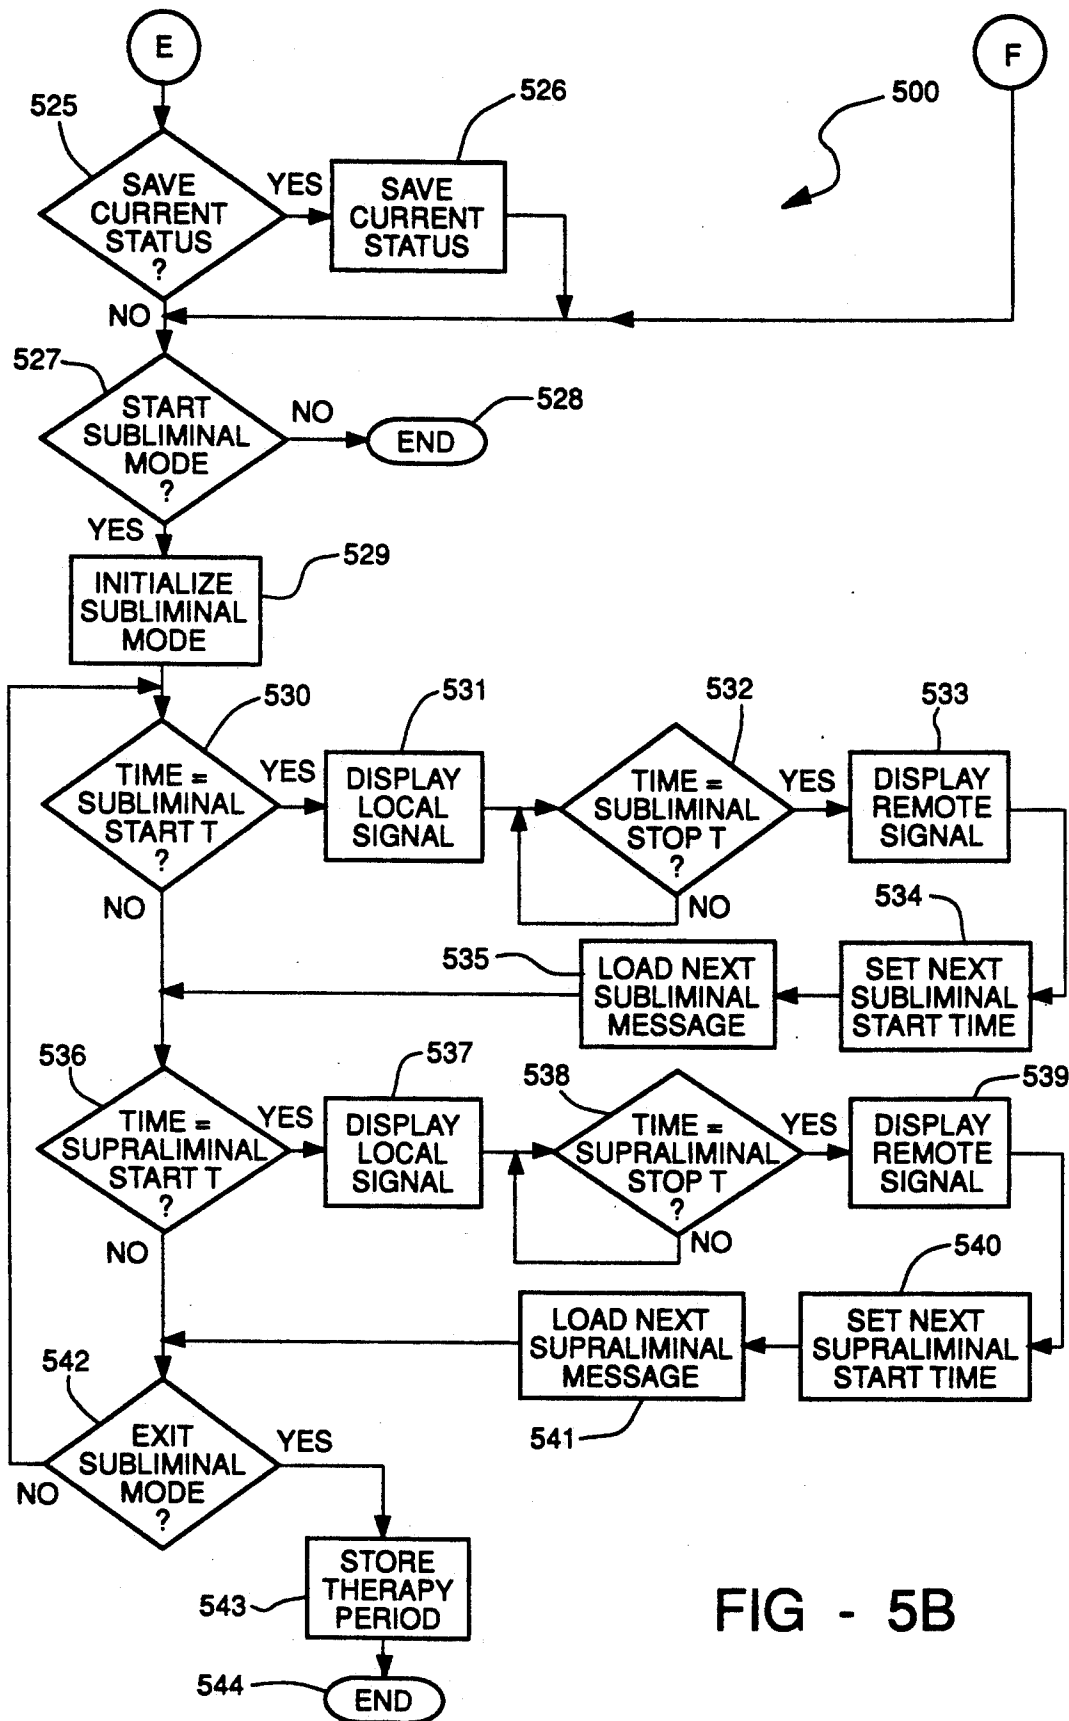 E
F
525
526
500
SAVE
CURRENT
STATUS
?
YES
SAVE
CURRENT
STATUS
NO
527
START
SUBLIMINAL
MODE
?
NO
END
528
YES
INITIALIZE
SUBLIMINAL
MODE
529
530
TIME =
SUBLIMINAL
START T
?
YES
531
DISPLAY
LOCAL
SIGNAL
532
TIME =
SUBLIMINAL
STOP T
?
YES
NO
533
DISPLAY
REMOTE
SIGNAL
NO
534
SET NEXT
SUBLIMINAL
START TIME
535
LOAD NEXT
SUBLIMINAL
MESSAGE
536
TIME =
SUPRALIMINAL
START T
?
YES
537
DISPLAY
LOCAL
SIGNAL
538
TIME =
SUPRALIMINAL
STOP T
?
YES
NO
539
DISPLAY
REMOTE
SIGNAL
NO
540
SET NEXT
SUPRALIMINAL
START TIME
LOAD NEXT
SUPRALIMINAL
MESSAGE
541
542
EXIT
SUBLIMINAL
MODE
?
YES
NO
STORE
THERAPY
PERIOD
543
END
544
FIG - 5B